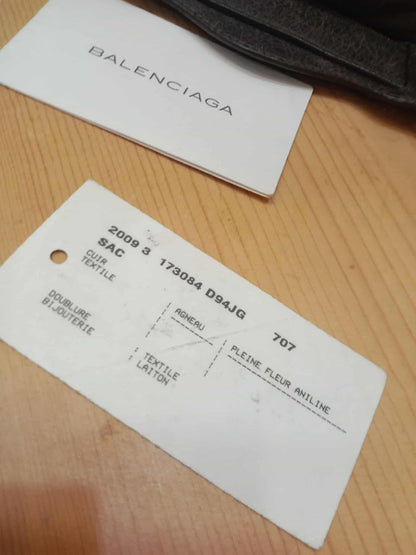 BALENCIAGA
2009 3 173084 D94JG 707
SAC
CUIR AGNEAU PLEINE FLEUR ANILINE
TEXTILE
DOUBLURE TEXTILE
BIJOUTERIE LAITON